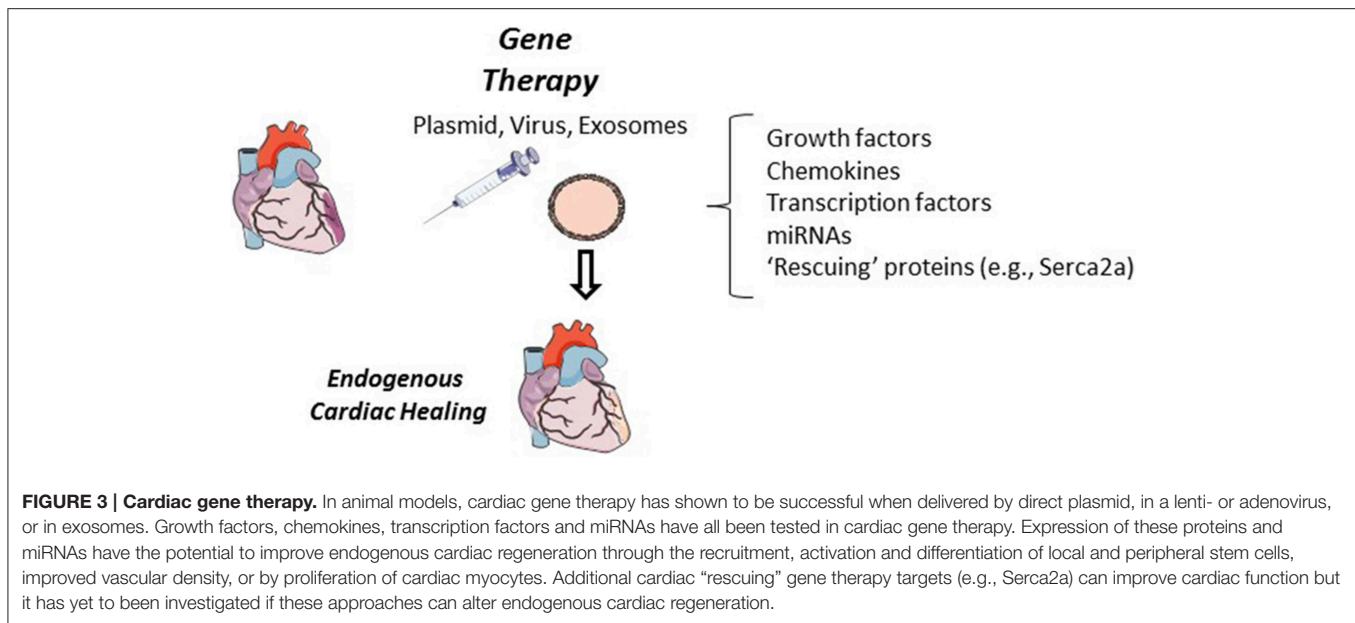 Gene
Therapy
Plasmid, Virus, Exosomes
Growth factors
Chemokines
Transcription factors
miRNAs
‘Rescuing’ proteins (e.g., Serca2a)
Endogenous
Cardiac Healing
FIGURE 3 | Cardiac gene therapy. In animal models, cardiac gene therapy has shown to be successful when delivered by direct plasmid, in a lenti- or adenovirus,
or in exosomes. Growth factors, chemokines, transcription factors and miRNAs have all been tested in cardiac gene therapy. Expression of these proteins and
miRNAs have the potential to improve endogenous cardiac regeneration through the recruitment, activation and differentiation of local and peripheral stem cells,
improved vascular density, or by proliferation of cardiac myocytes. Additional cardiac “rescuing” gene therapy targets (e.g., Serca2a) can improve cardiac function but
it has yet to been investigated if these approaches can alter endogenous cardiac regeneration.